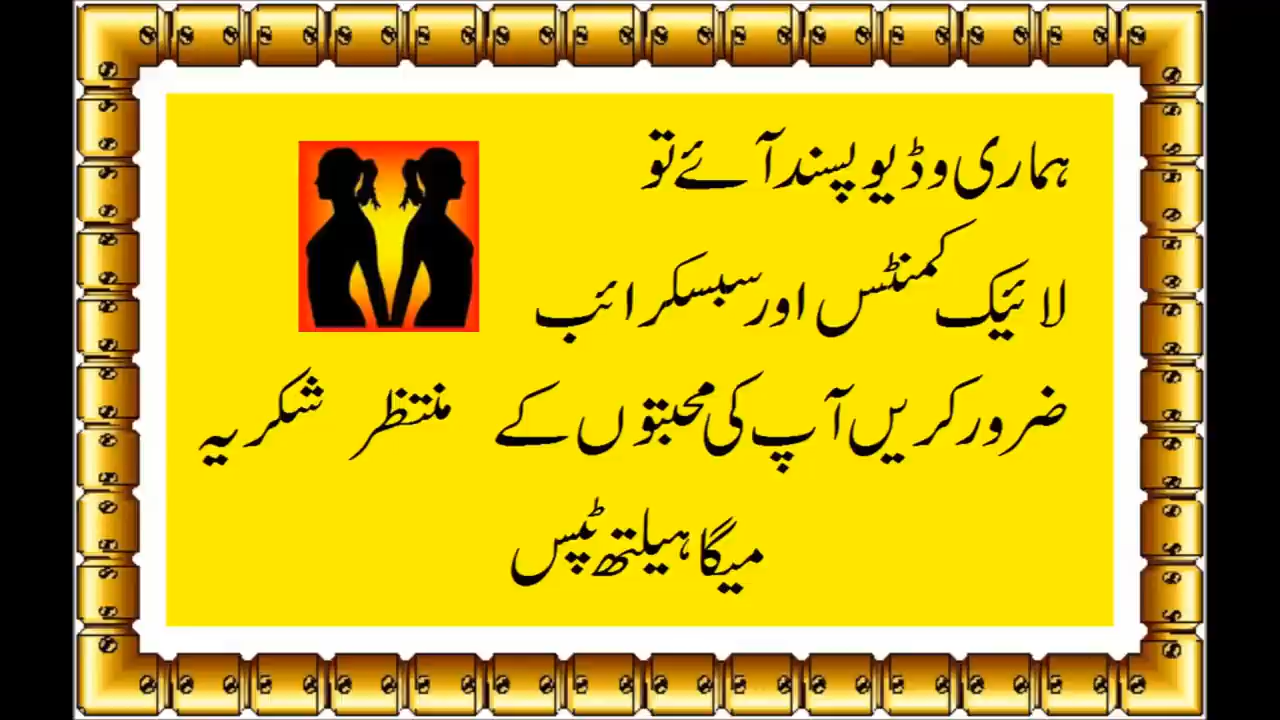 ہماری وڈیو پسند آئے تو
لائیک کمنٹس اور سبسکرائب
ضرور کریں آپ کی محبتوں کے منتظر شکریہ
میگا ہیلتھ ٹپس